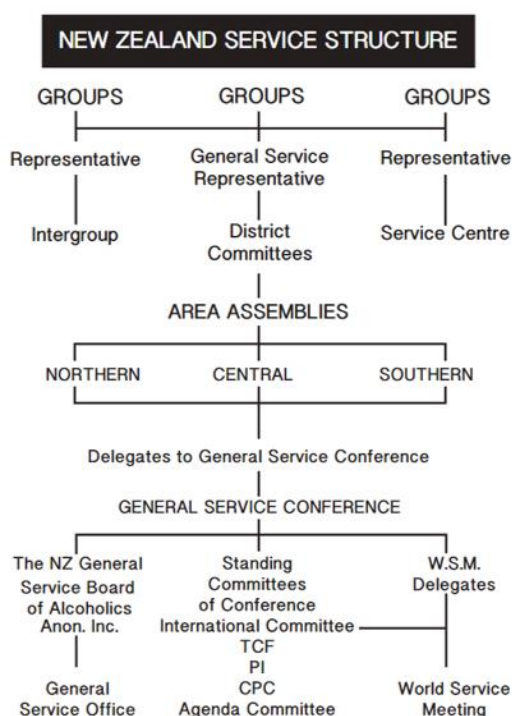 NEW ZEALAND SERVICE STRUCTURE
GROUPS GROUPS GROUPS
Representative
General Service
Representative
Representative
Intergroup
District
Committees
Service Centre
AREA ASSEMBLIES
NORTHERN CENTRAL SOUTHERN
Delegates to General Service Conference
GENERAL SERVICE CONFERENCE
The NZ General
Service Board
of Alcoholics
Anon. Inc.
General
Service Office
Standing
Committees
of Conference
International Committee
TCF
PI
CPC
Agenda Committee
W.S.M.
Delegates
World Service
Meeting